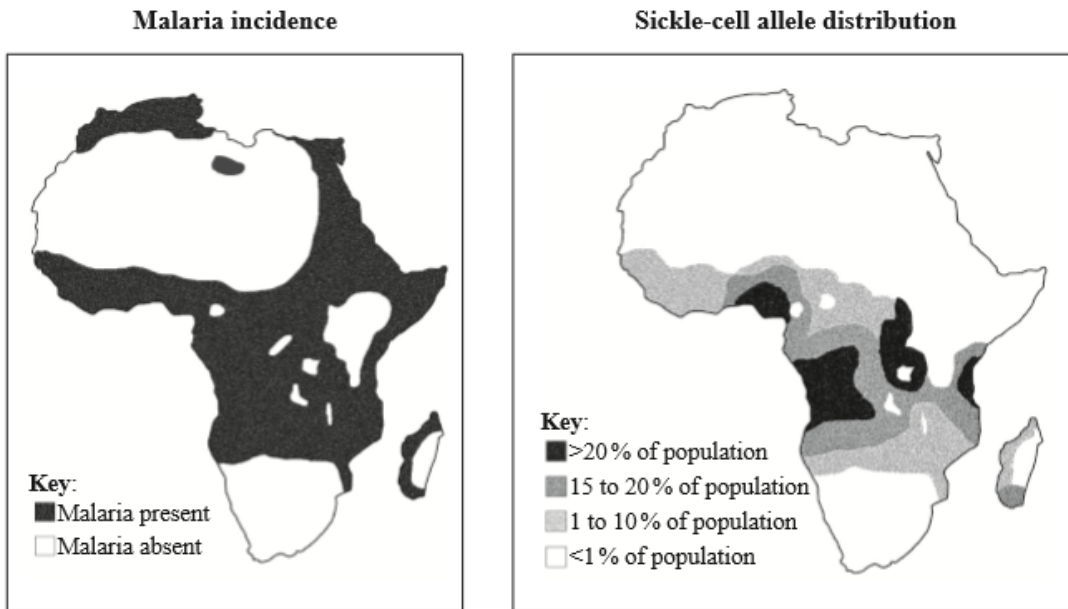 Malaria incidence
Key:
Malaria present
Malaria absent
Sickle-cell allele distribution
Key:
>20% of population
15 to 20% of population
1 to 10% of population
<1% of population